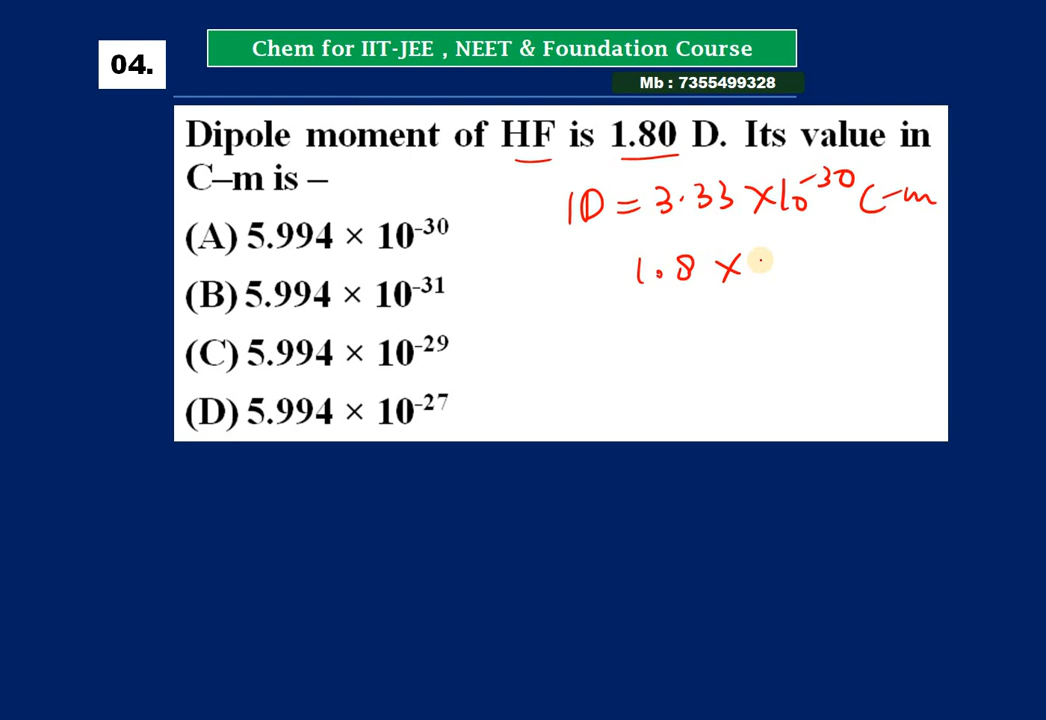 04.
Chem for IIT-JEE , NEET & Foundation Course
Mb : 7355499328
Dipole moment of HF is 1.80 D. Its value in
C–m is –
1D = 3.33 ×10⁻³⁰ C-m
(A) 5.994 × 10⁻³⁰
1.8 ×
(B) 5.994 × 10⁻³¹
(C) 5.994 × 10⁻²⁹
(D) 5.994 × 10⁻²⁷